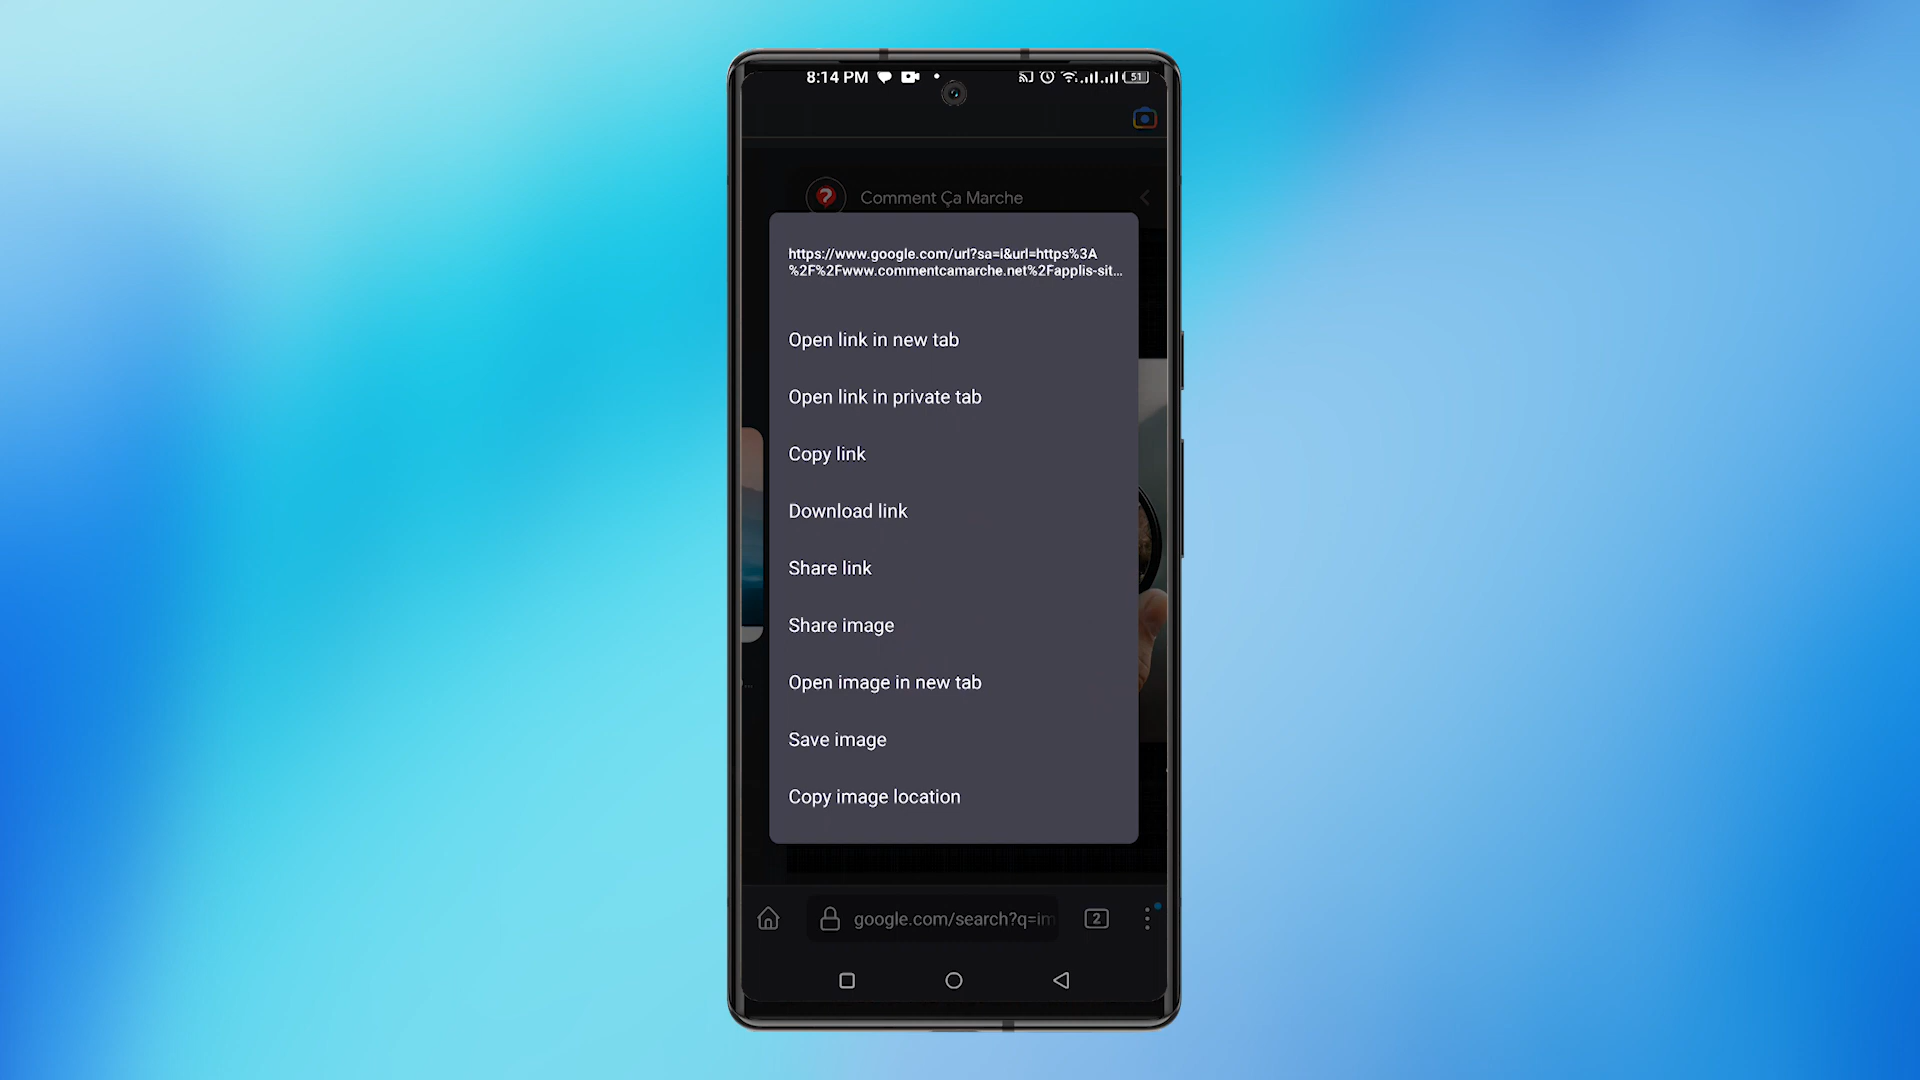 8:14 PM
51
Comment Ça Marche
https://www.google.com/url?sa=i&url=https%3A
%2F%2Fwww.commentcamarche.net%2Fapplis-sit...
Open link in new tab
Open link in private tab
Copy link
Download link
Share link
Share image
Open image in new tab
Save image
Copy image location
google.com/search?q=im
2